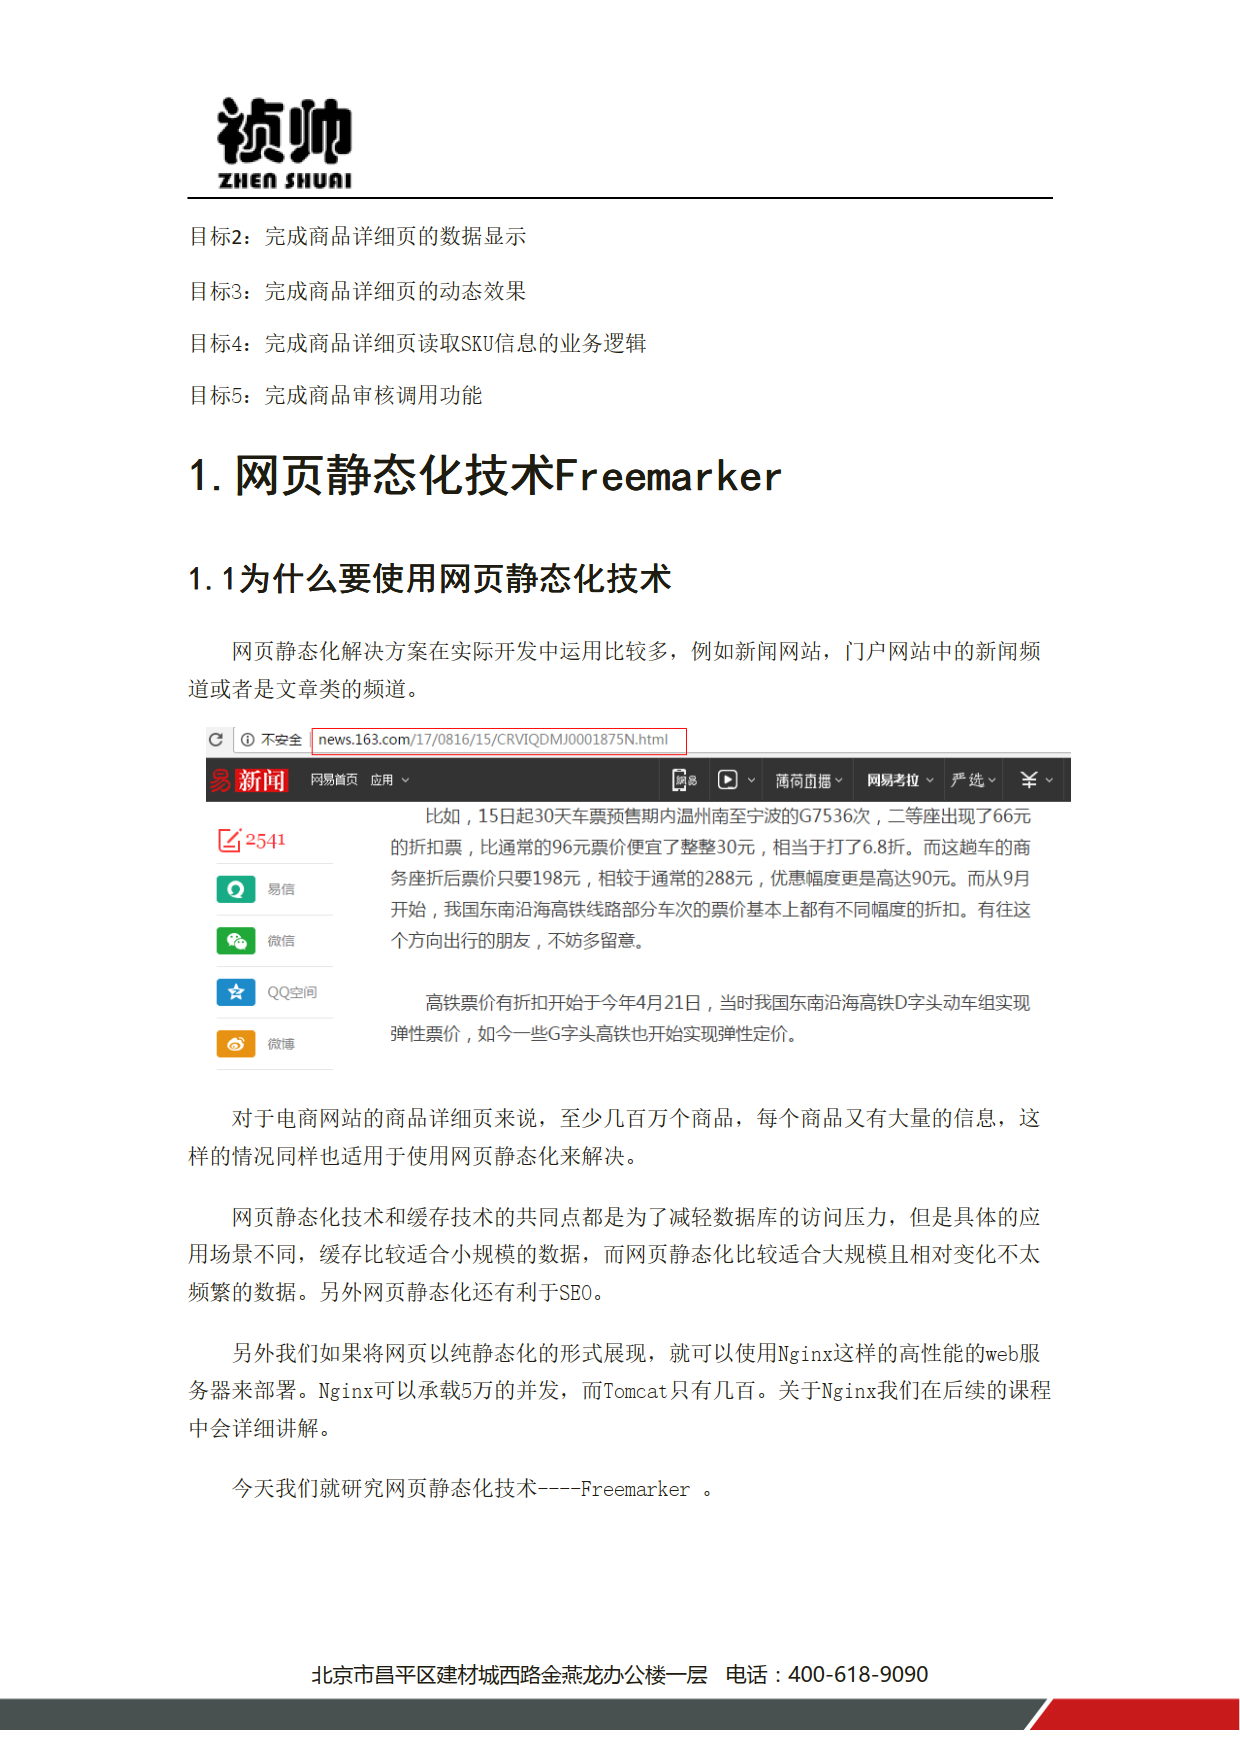 祯帅
ZHEN SHUAI
目标2：完成商品详细页的数据显示
目标3：完成商品详细页的动态效果
目标4：完成商品详细页读取SKU信息的业务逻辑
目标5：完成商品审核调用功能
1.网页静态化技术Freemarker
1.1为什么要使用网页静态化技术
网页静态化解决方案在实际开发中运用比较多，例如新闻网站，门户网站中的新闻频
道或者是文章类的频道。
不安全 | news.163.com/17/0816/15/CRVIQDMJ0001875N.html
易 新闻 网易首页 应用 網易 薄荷直播 网易考拉 严选 ¥
比如，15日起30天车票预售期内温州南至宁波的G7536次，二等座出现了66元
的折扣票，比通常的96元票价便宜了整整30元，相当于打了6.8折。而这趟车的商
务座折后票价只要198元，相较于通常的288元，优惠幅度更是高达90元。而从9月
开始，我国东南沿海高铁线路部分车次的票价基本上都有不同幅度的折扣。有往这
个方向出行的朋友，不妨多留意。
高铁票价有折扣开始于今年4月21日，当时我国东南沿海高铁D字头动车组实现
弹性票价，如今一些G字头高铁也开始实现弹性定价。
2541
易信
微信
QQ空间
微博
对于电商网站的商品详细页来说，至少几百万个商品，每个商品又有大量的信息，这
样的情况同样也适用于使用网页静态化来解决。
网页静态化技术和缓存技术的共同点都是为了减轻数据库的访问压力，但是具体的应
用场景不同，缓存比较适合小规模的数据，而网页静态化比较适合大规模且相对变化不太
频繁的数据。另外网页静态化还有利于SEO。
另外我们如果将网页以纯静态化的形式展现，就可以使用Nginx这样的高性能的web服
务器来部署。Nginx可以承载5万的并发，而Tomcat只有几百。关于Nginx我们在后续的课程
中会详细讲解。
今天我们就研究网页静态化技术----Freemarker 。
北京市昌平区建材城西路金燕龙办公楼一层 电话：400-618-9090